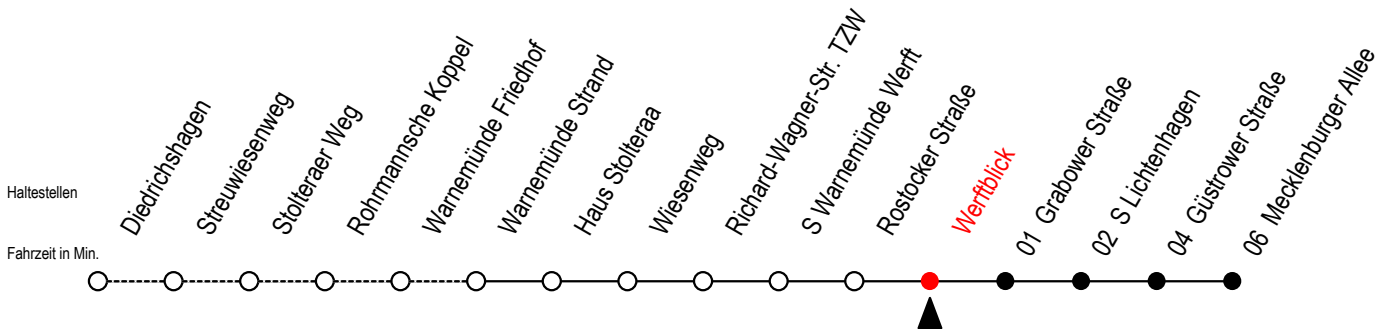 Haltestellen
Fahrzeit in Min.
Diedrichshagen
Streuwiesenweg
Stolteraer Weg
Rohrmannsche Koppel
Warnemünde Friedhof
Warnemünde Strand
Haus Stolteraa
Wiesenweg
Richard-Wagner-Str. TZW
S Warnemünde Werft
Rostocker Straße
Werftblick
01 Grabower Straße
02 S Lichtenhagen
04 Güstrower Straße
06 Mecklenburger Allee